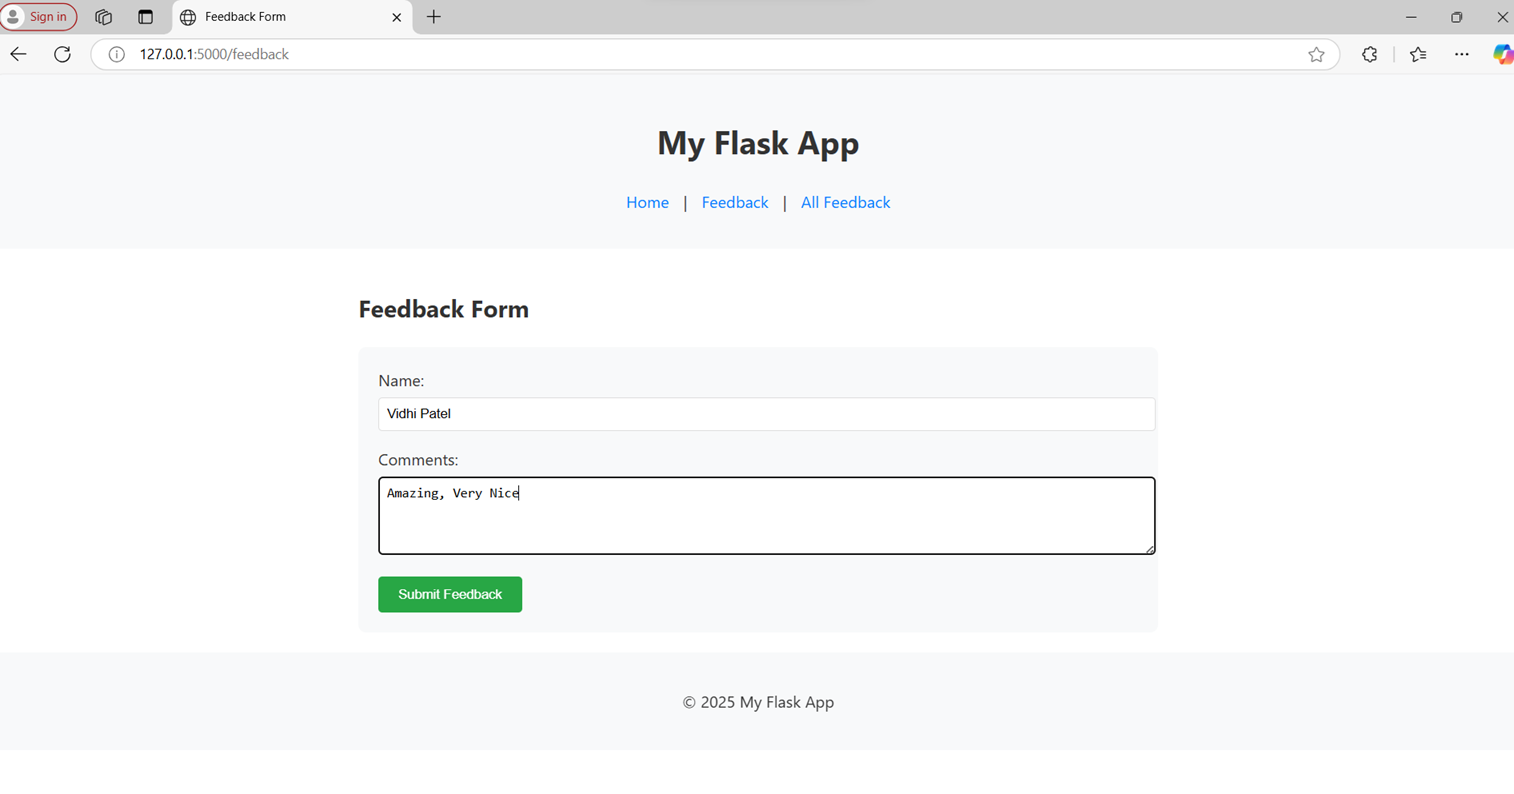 Sign in
Feedback Form
127.0.0.1:5000/feedback
My Flask App
Home | Feedback | All Feedback
Feedback Form
Name:
Vidhi Patel
Comments:
Amazing, Very Nice
Submit Feedback
© 2025 My Flask App